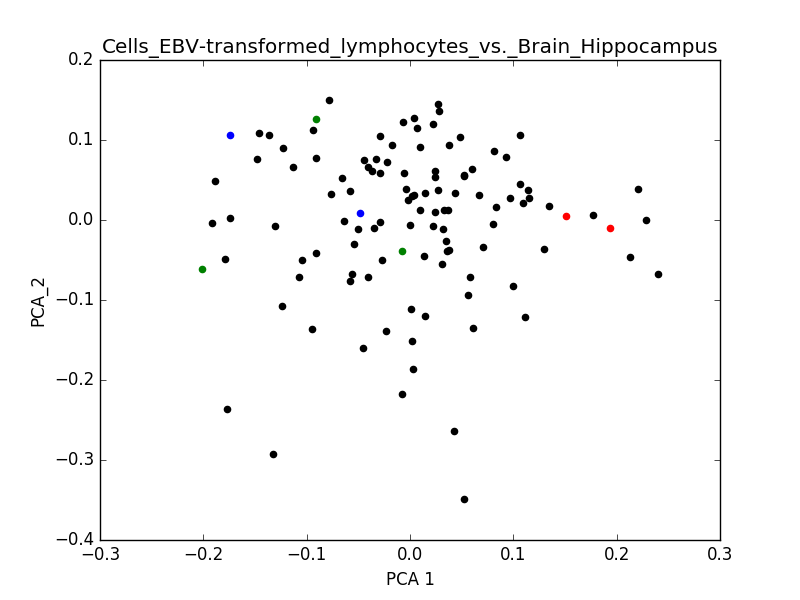 Cells_EBV-transformed_lymphocytes_vs._Brain_Hippocampus
0.2
0.1
0.0
−0.1
−0.2
−0.3
−0.4
PCA_2
−0.3 −0.2 −0.1 0.0 0.1 0.2 0.3
PCA 1